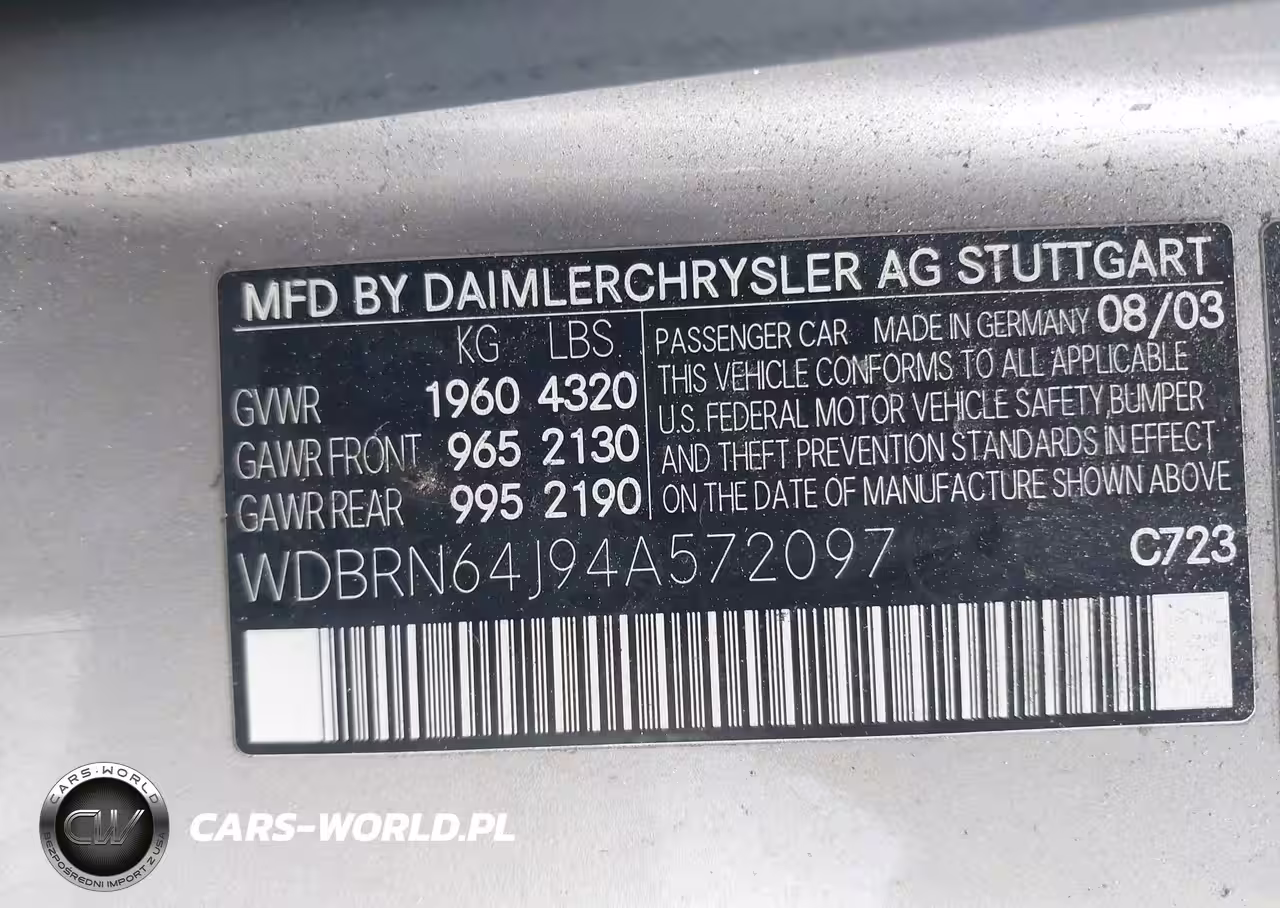 MFD BY DAIMLERCHRYSLER AG STUTTGART
KG LBS
GVWR 1960 4320
GAWR FRONT 965 2130
GAWR REAR 995 2190
PASSENGER CAR MADE IN GERMANY 08/03
THIS VEHICLE CONFORMS TO ALL APPLICABLE
U.S. FEDERAL MOTOR VEHICLE SAFETY,BUMPER
AND THEFT PREVENTION STANDARDS IN EFFECT
ON THE DATE OF MANUFACTURE SHOWN ABOVE
WDBRN64J94A572097 C723
CARS-WORLD
CW
BEZPOŚREDNI IMPORT Z USA
CARS-WORLD.PL